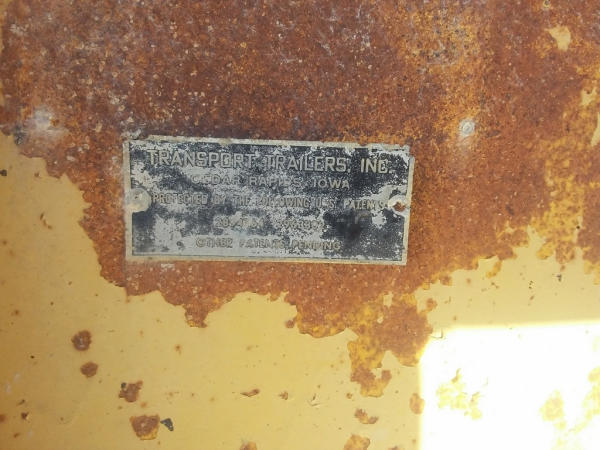 TRANSPORT TRAILERS, INC.
CEDAR RAPIDS, IOWA
PROTECTED BY THE FOLLOWING U.S. PATENTS
OTHER PATENTS PENDING